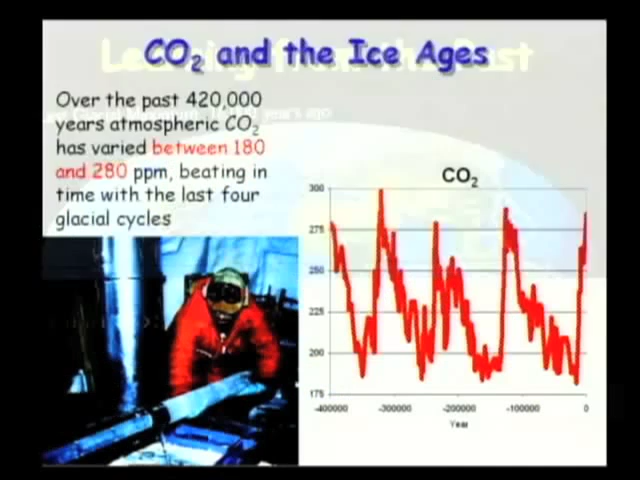 CO₂ and the Ice Ages
Over the past 420,000
years atmospheric CO₂
has varied between 180
and 280 ppm, beating in
time with the last four
glacial cycles
CO₂
300
275
250
225
200
175
-400000 -300000 -200000 -100000 0
Year